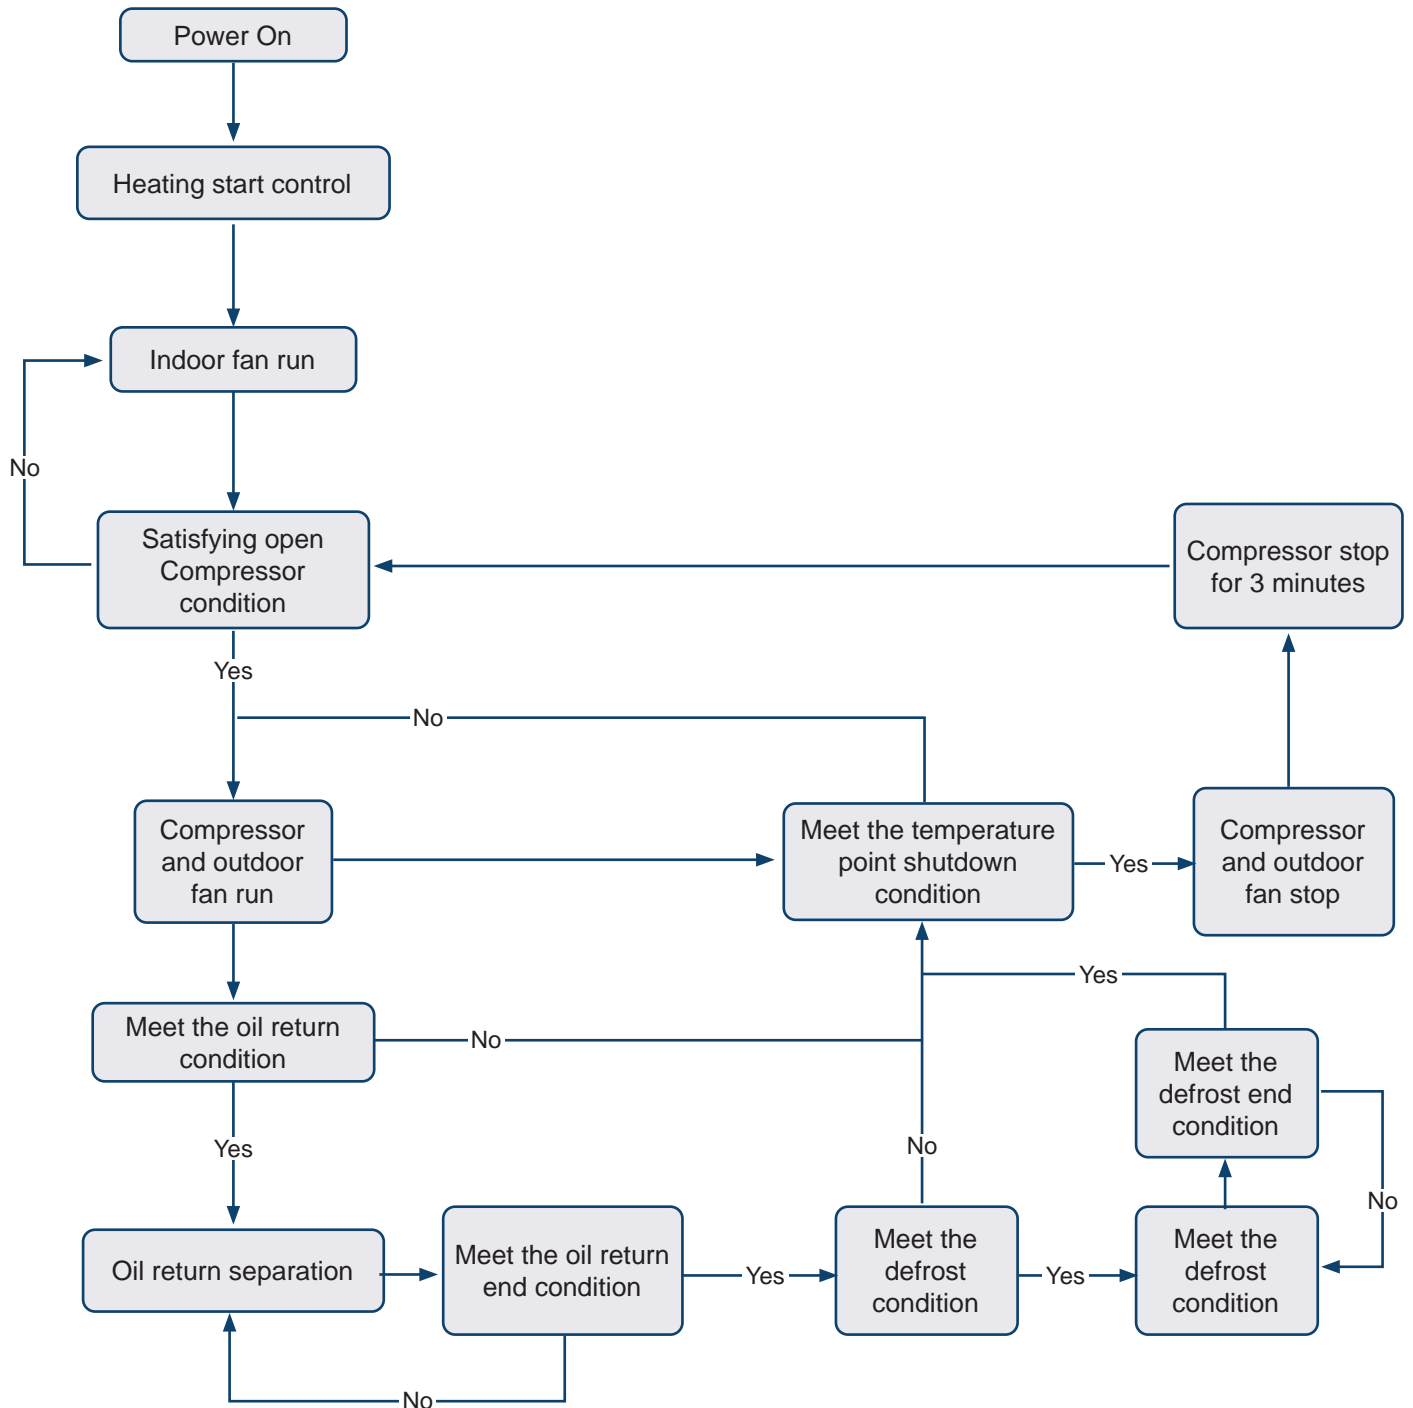 Power On
Heating start control
Indoor fan run
No
Satisfying open
Compressor
condition
Compressor stop
for 3 minutes
Yes
No
Compressor
and outdoor
fan run
Meet the temperature
point shutdown
condition
Yes
Compressor
and outdoor
fan stop
Yes
Meet the oil return
condition
No
Meet the
defrost end
condition
Yes
No
No
Oil return separation
Meet the oil return
end condition
Yes
Meet the
defrost
condition
Yes
Meet the
defrost
condition
No